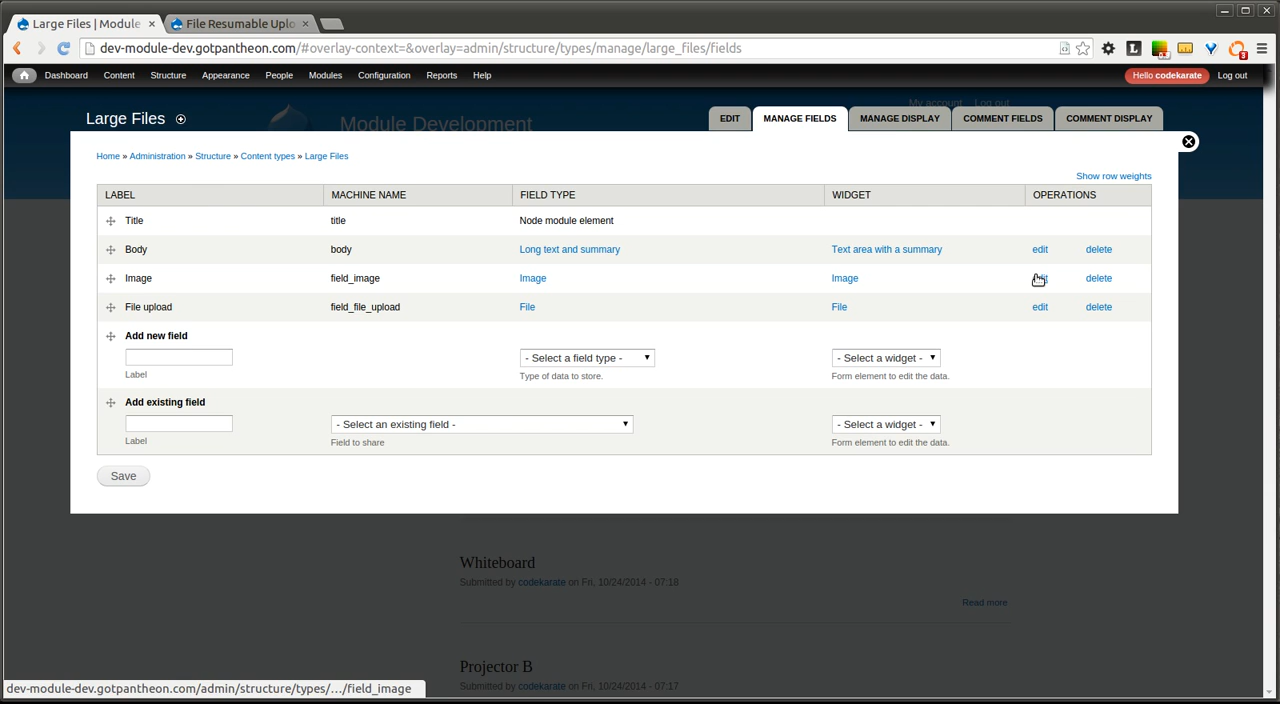 Large Files | Module
File Resumable Uplo
dev-module-dev.gotpantheon.com/#overlay-context=&overlay=admin/structure/types/manage/large_files/fields
Dashboard Content Structure Appearance People Modules Configuration Reports Help Hello codekarate Log out
My account Log out
Large Files
Module Development
EDIT MANAGE FIELDS MANAGE DISPLAY COMMENT FIELDS COMMENT DISPLAY
Home » Administration » Structure » Content types » Large Files
Show row weights
LABEL MACHINE NAME FIELD TYPE WIDGET OPERATIONS
Title title Node module element
Body body Long text and summary Text area with a summary edit delete
Image field_image Image Image delete
File upload field_file_upload File File edit delete
Add new field
- Select a field type - - Select a widget -
Label Type of data to store. Form element to edit the data.
Add existing field
- Select an existing field - - Select a widget -
Label Field to share Form element to edit the data.
Save
Whiteboard
Submitted by codekarate on Fri, 10/24/2014 - 07:18
Read more
Projector B
Submitted by codekarate on Fri, 10/24/2014 - 07:17
dev-module-dev.gotpantheon.com/admin/structure/types/.../field_image